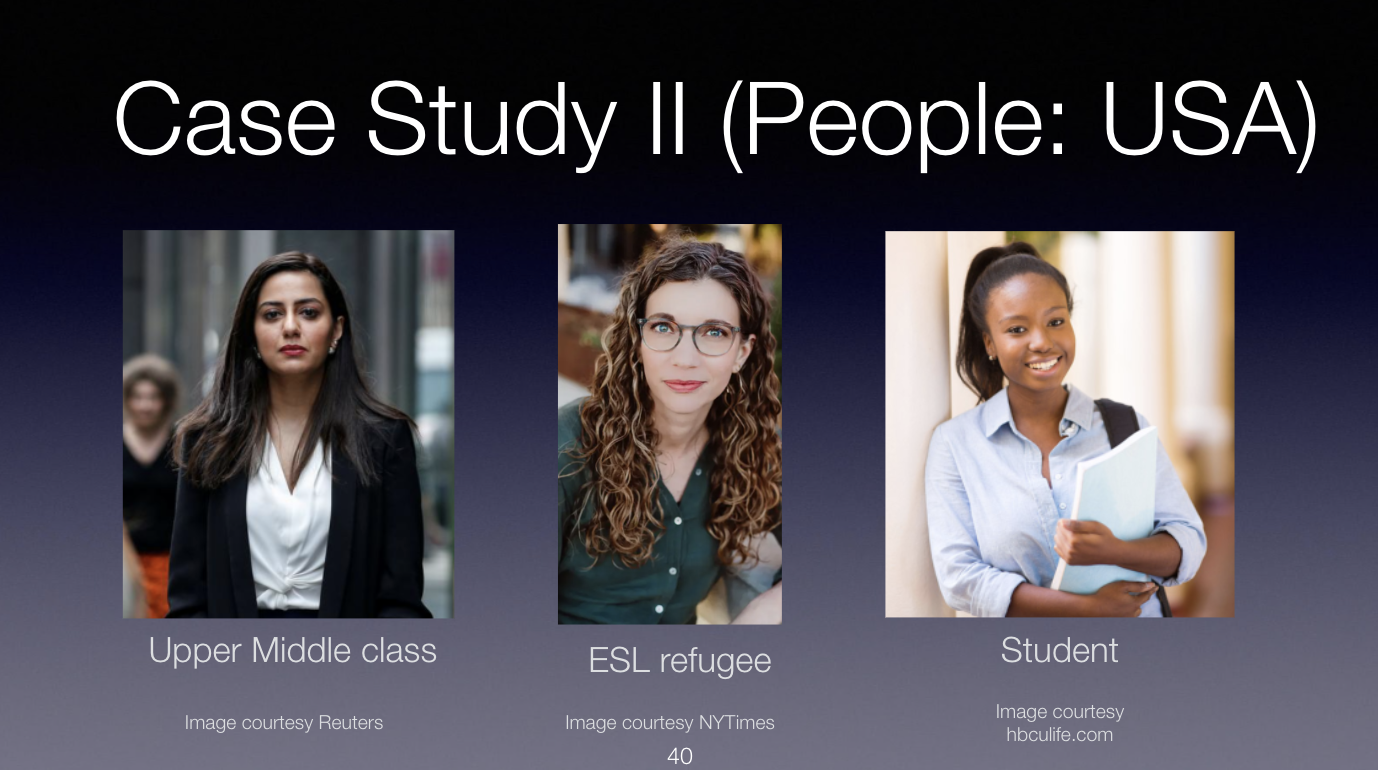 Case Study II (People: USA)
Upper Middle class
ESL refugee
Student
Image courtesy Reuters
Image courtesy NYTimes
Image courtesy
hbculife.com
40